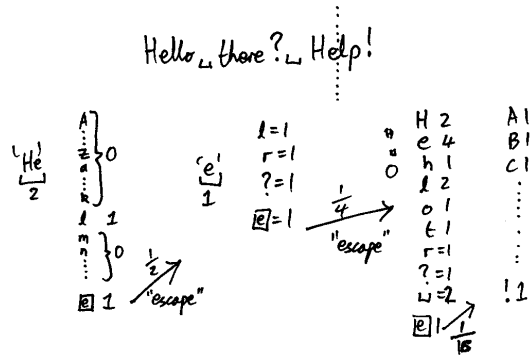 Hello␣there?␣Help!
'He'
2
A
z
a
k
0
l 1
m
n
0
e 1
1/2
"escape"
'e'
1
l=1
r=1
?=1
e=1
1/4
"escape"
" "
0
H 2
e 4
h 1
l 2
o 1
t 1
r=1
?=1
␣=2
e 1
1/15
A 1
B 1
C 1
! 1